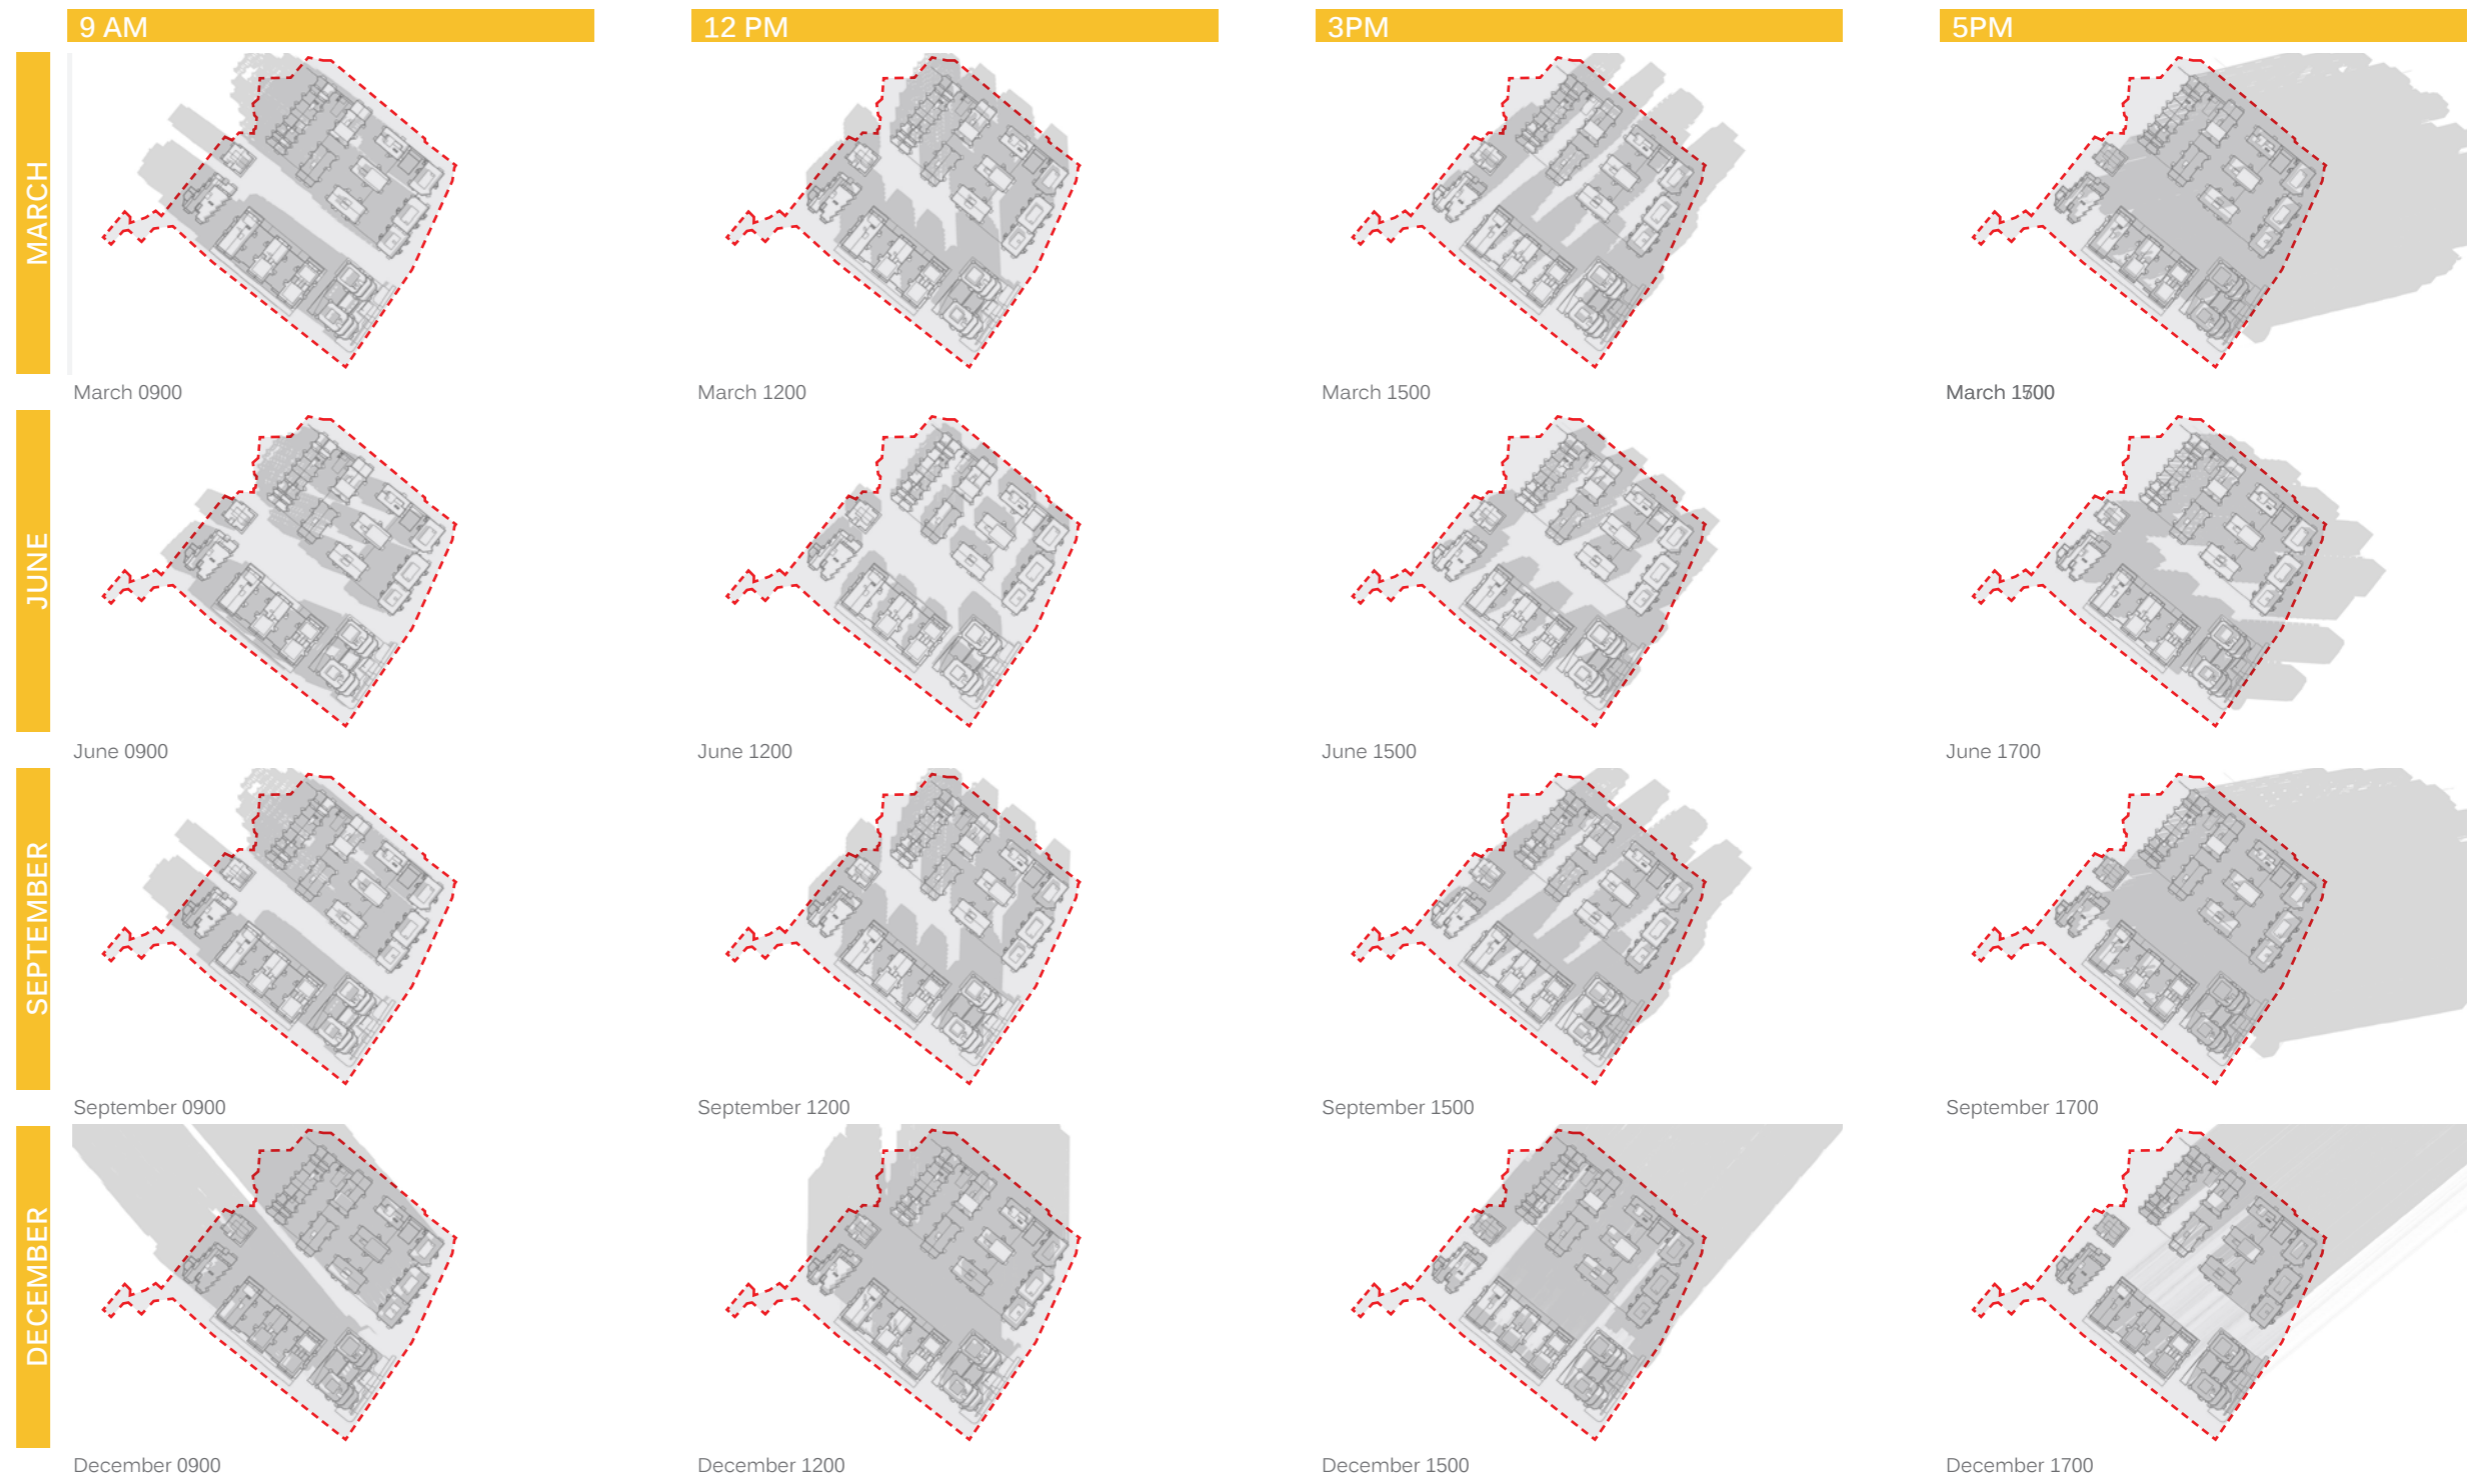 9 AM
12 PM
3PM
5PM
MARCH
March 0900
March 1200
March 1500
March
JUNE
June 0900
June 1200
June 1500
June 1700
SEPTEMBER
September 0900
September 1200
September 1500
September 1700
DECEMBER
December 0900
December 1200
December 1500
December 1700